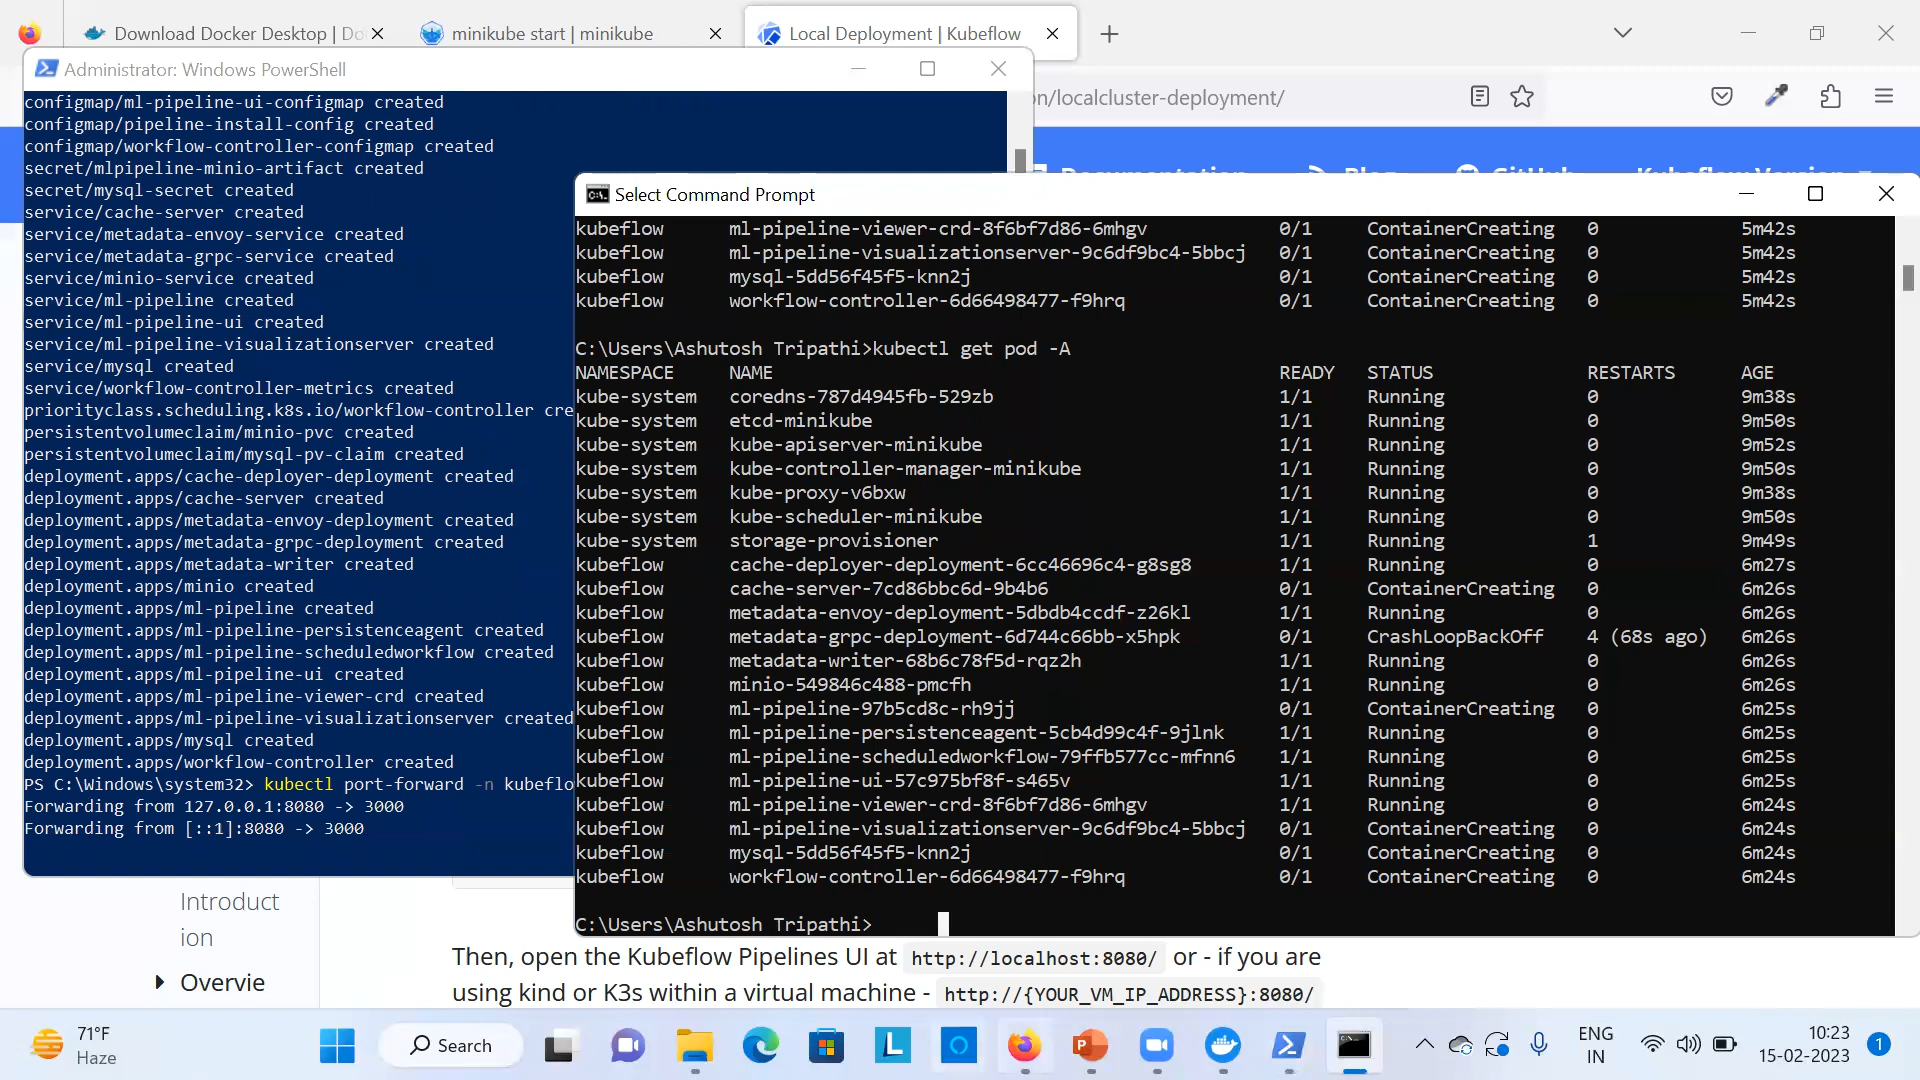 Download Docker Desktop | Do
minikube start | minikube
Local Deployment | Kubeflow
Administrator: Windows PowerShell
n/localcluster-deployment/
configmap/ml-pipeline-ui-configmap created
configmap/pipeline-install-config created
configmap/workflow-controller-configmap created
secret/mlpipeline-minio-artifact created
secret/mysql-secret created
service/cache-server created
service/metadata-envoy-service created
service/metadata-grpc-service created
service/minio-service created
service/ml-pipeline created
service/ml-pipeline-ui created
service/ml-pipeline-visualizationserver created
service/mysql created
service/workflow-controller-metrics created
priorityclass.scheduling.k8s.io/workflow-controller cre
persistentvolumeclaim/minio-pvc created
persistentvolumeclaim/mysql-pv-claim created
deployment.apps/cache-deployer-deployment created
deployment.apps/cache-server created
deployment.apps/metadata-envoy-deployment created
deployment.apps/metadata-grpc-deployment created
deployment.apps/metadata-writer created
deployment.apps/minio created
deployment.apps/ml-pipeline created
deployment.apps/ml-pipeline-persistenceagent created
deployment.apps/ml-pipeline-scheduledworkflow created
deployment.apps/ml-pipeline-ui created
deployment.apps/ml-pipeline-viewer-crd created
deployment.apps/ml-pipeline-visualizationserver created
deployment.apps/mysql created
deployment.apps/workflow-controller created
PS C:\Windows\system32> kubectl port-forward -n kubeflo
Forwarding from 127.0.0.1:8080 -> 3000
Forwarding from [::1]:8080 -> 3000
Documentation Blog GitHub Kubeflow Version
Select Command Prompt
kubeflow ml-pipeline-viewer-crd-8f6bf7d86-6mhgv 0/1 ContainerCreating 0 5m42s
kubeflow ml-pipeline-visualizationserver-9c6df9bc4-5bbcj 0/1 ContainerCreating 0 5m42s
kubeflow mysql-5dd56f45f5-knn2j 0/1 ContainerCreating 0 5m42s
kubeflow workflow-controller-6d66498477-f9hrq 0/1 ContainerCreating 0 5m42s
C:\Users\Ashutosh Tripathi>kubectl get pod -A
NAMESPACE NAME READY STATUS RESTARTS AGE
kube-system coredns-787d4945fb-529zb 1/1 Running 0 9m38s
kube-system etcd-minikube 1/1 Running 0 9m50s
kube-system kube-apiserver-minikube 1/1 Running 0 9m52s
kube-system kube-controller-manager-minikube 1/1 Running 0 9m50s
kube-system kube-proxy-v6bxw 1/1 Running 0 9m38s
kube-system kube-scheduler-minikube 1/1 Running 0 9m50s
kube-system storage-provisioner 1/1 Running 1 9m49s
kubeflow cache-deployer-deployment-6cc46696c4-g8sg8 1/1 Running 0 6m27s
kubeflow cache-server-7cd86bbc6d-9b4b6 0/1 ContainerCreating 0 6m26s
kubeflow metadata-envoy-deployment-5dbdb4ccdf-z26kl 1/1 Running 0 6m26s
kubeflow metadata-grpc-deployment-6d744c66bb-x5hpk 0/1 CrashLoopBackOff 4 (68s ago) 6m26s
kubeflow metadata-writer-68b6c78f5d-rqz2h 1/1 Running 0 6m26s
kubeflow minio-549846c488-pmcfh 1/1 Running 0 6m26s
kubeflow ml-pipeline-97b5cd8c-rh9jj 0/1 ContainerCreating 0 6m25s
kubeflow ml-pipeline-persistenceagent-5cb4d99c4f-9jlnk 1/1 Running 0 6m25s
kubeflow ml-pipeline-scheduledworkflow-79ffb577cc-mfnn6 1/1 Running 0 6m25s
kubeflow ml-pipeline-ui-57c975bf8f-s465v 1/1 Running 0 6m25s
kubeflow ml-pipeline-viewer-crd-8f6bf7d86-6mhgv 1/1 Running 0 6m24s
kubeflow ml-pipeline-visualizationserver-9c6df9bc4-5bbcj 0/1 ContainerCreating 0 6m24s
kubeflow mysql-5dd56f45f5-knn2j 0/1 ContainerCreating 0 6m24s
kubeflow workflow-controller-6d66498477-f9hrq 0/1 ContainerCreating 0 6m24s
C:\Users\Ashutosh Tripathi>
Introduct
ion
Overvie
Then, open the Kubeflow Pipelines UI at http://localhost:8080/ or - if you are
using kind or K3s within a virtual machine - http://{YOUR_VM_IP_ADDRESS}:8080/
71°F
Haze
Search
ENG
IN
10:23
15-02-2023
1